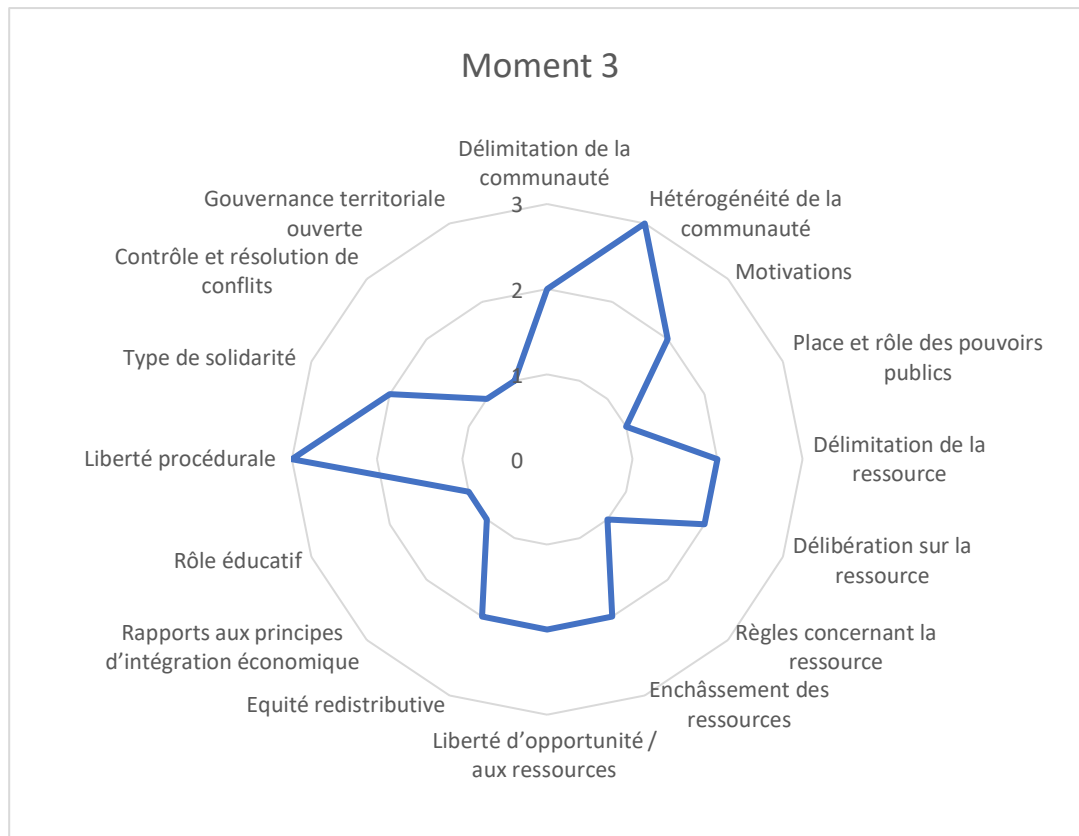 Moment 3
Délimitation de la
communauté
Hétérogénéité de la
communauté
Motivations
Place et rôle des pouvoirs
publics
Délimitation de la
ressource
Délibération sur la
ressource
Règles concernant la
ressource
Enchâssement des
ressources
Liberté d’opportunité /
aux ressources
Equité redistributive
Rapports aux principes
d’intégration économique
Rôle éducatif
Liberté procédurale
Type de solidarité
Contrôle et résolution de
conflits
Gouvernance territoriale
ouverte
3
2
1
0